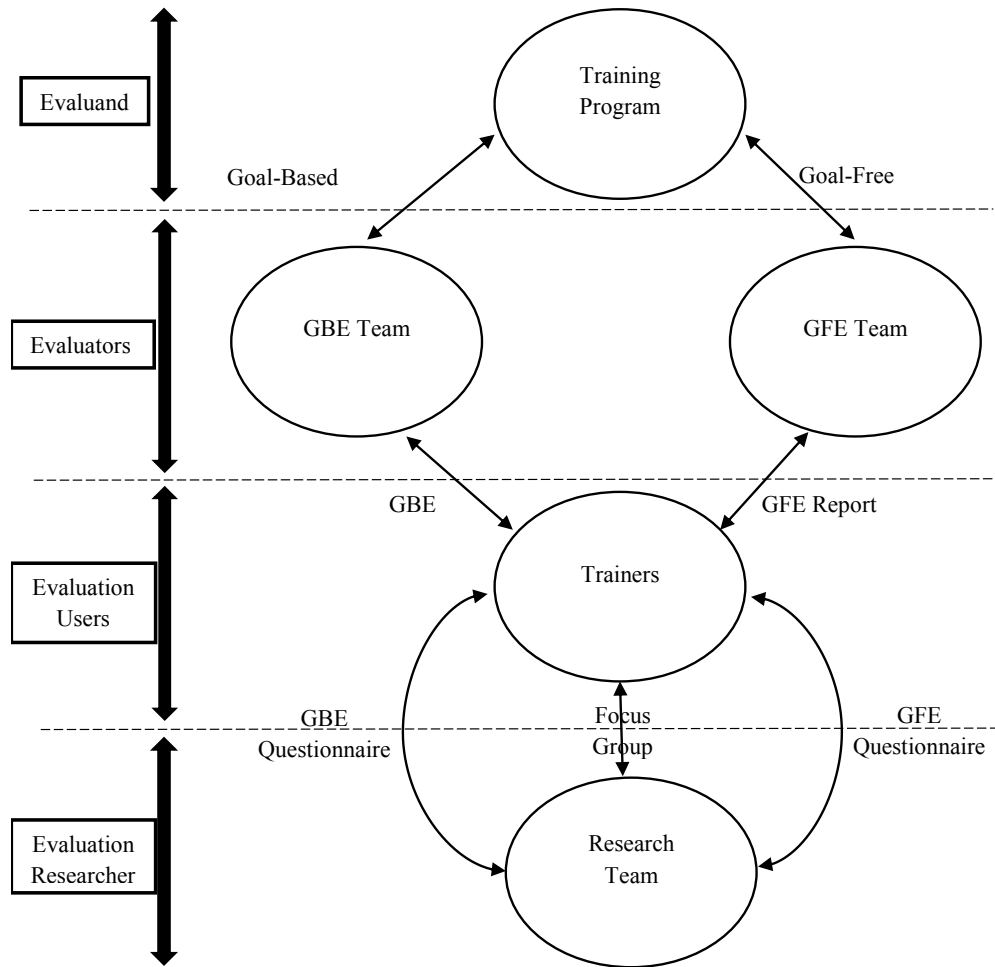 Training
Program
Evaluand
Goal-Based
Goal-Free
GBE Team
GFE Team
Evaluators
GBE
GFE Report
Trainers
Evaluation
Users
GBE
Questionnaire
Focus
Group
GFE
Questionnaire
Evaluation
Researcher
Research
Team